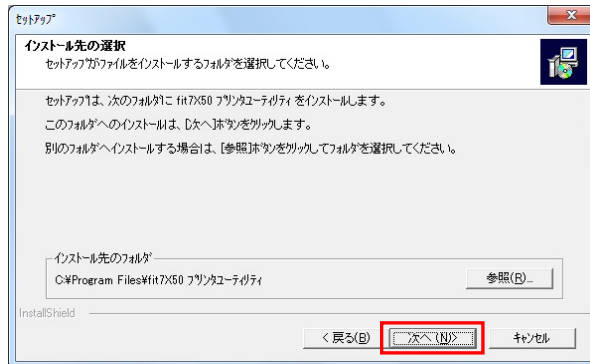 セットアップ
インストール先の選択
セットアップがファイルをインストールするフォルダを選択してください。
セットアップは、次のフォルダに fit7X50 プリンタユーティリティ をインストールします。
このフォルダへのインストールは、[次へ]ボタンをクリックします。
別のフォルダへインストールする場合は、[参照]ボタンをクリックしてフォルダを選択してください。
インストール先のフォルダ
C:¥Program Files¥fit7X50 プリンタユーティリティ
参照(R)...
InstallShield
< 戻る(B)
次へ(N)>
キャンセル